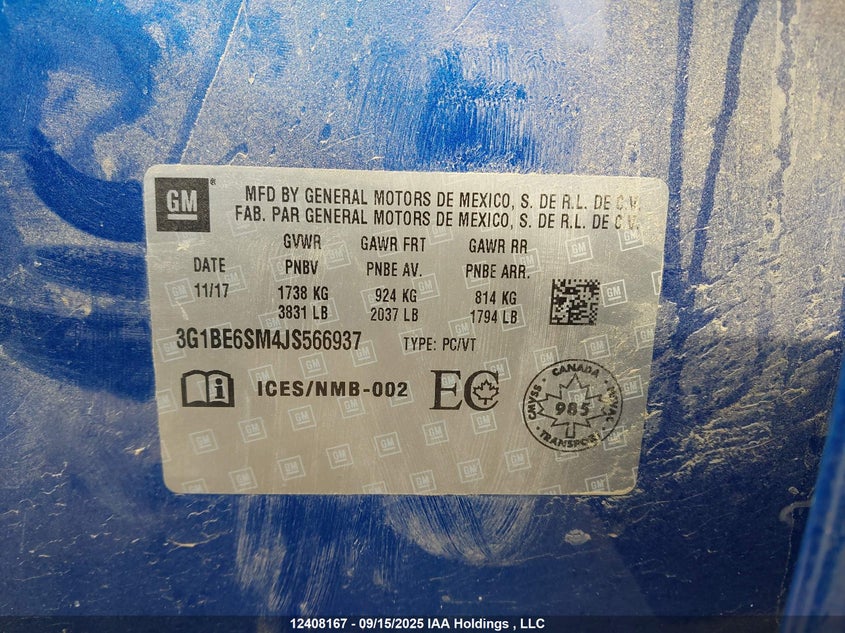 GM ®
MFD BY GENERAL MOTORS DE MEXICO, S. DE R.L. DE C.V.
FAB. PAR GENERAL MOTORS DE MEXICO, S. DE R.L. DE C.V.
GVWR GAWR FRT GAWR RR
DATE PNBV PNBE AV. PNBE ARR.
11/17 1738 KG 924 KG 814 KG
3831 LB 2037 LB 1794 LB
3G1BE6SM4JS566937 TYPE: PC/VT
i ICES/NMB-002 EC
CANADA
CMVSS 985 NSVAC
TRANSPORT
12408167 - 09/15/2025 IAA Holdings , LLC